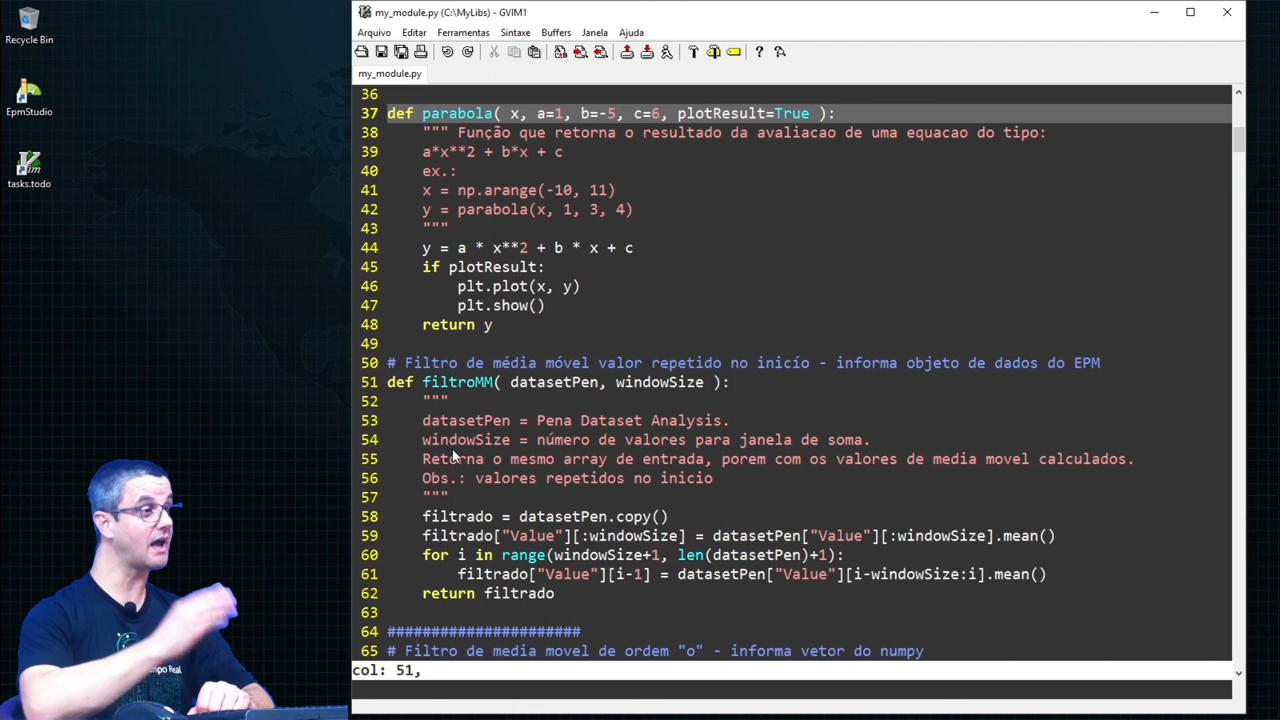 Recycle Bin
EpmStudio
tasks.todo
my_module.py (C:\MyLibs) - GVIM1
Arquivo Editar Ferramentas Sintaxe Buffers Janela Ajuda
my_module.py
36
37 def parabola( x, a=1, b=-5, c=6, plotResult=True ):
38     """ Função que retorna o resultado da avaliacao de uma equacao do tipo:
39     a*x**2 + b*x + c
40     ex.:
41     x = np.arange(-10, 11)
42     y = parabola(x, 1, 3, 4)
43     """
44     y = a * x**2 + b * x + c
45     if plotResult:
46         plt.plot(x, y)
47         plt.show()
48     return y
49
50 # Filtro de média móvel valor repetido no inicío - informa objeto de dados do EPM
51 def filtroMM( datasetPen, windowSize ):
52     """
53     datasetPen = Pena Dataset Analysis.
54     windowSize = número de valores para janela de soma.
55     Retorna o mesmo array de entrada, porem com os valores de media movel calculados.
56     Obs.: valores repetidos no inicio
57     """
58     filtrado = datasetPen.copy()
59     filtrado["Value"][:windowSize] = datasetPen["Value"][:windowSize].mean()
60     for i in range(windowSize+1, len(datasetPen)+1):
61         filtrado["Value"][i-1] = datasetPen["Value"][i-windowSize:i].mean()
62     return filtrado
63
64 ######################
65 # Filtro de media movel de ordem "o" - informa vetor do numpy
col: 51,
mpo Real